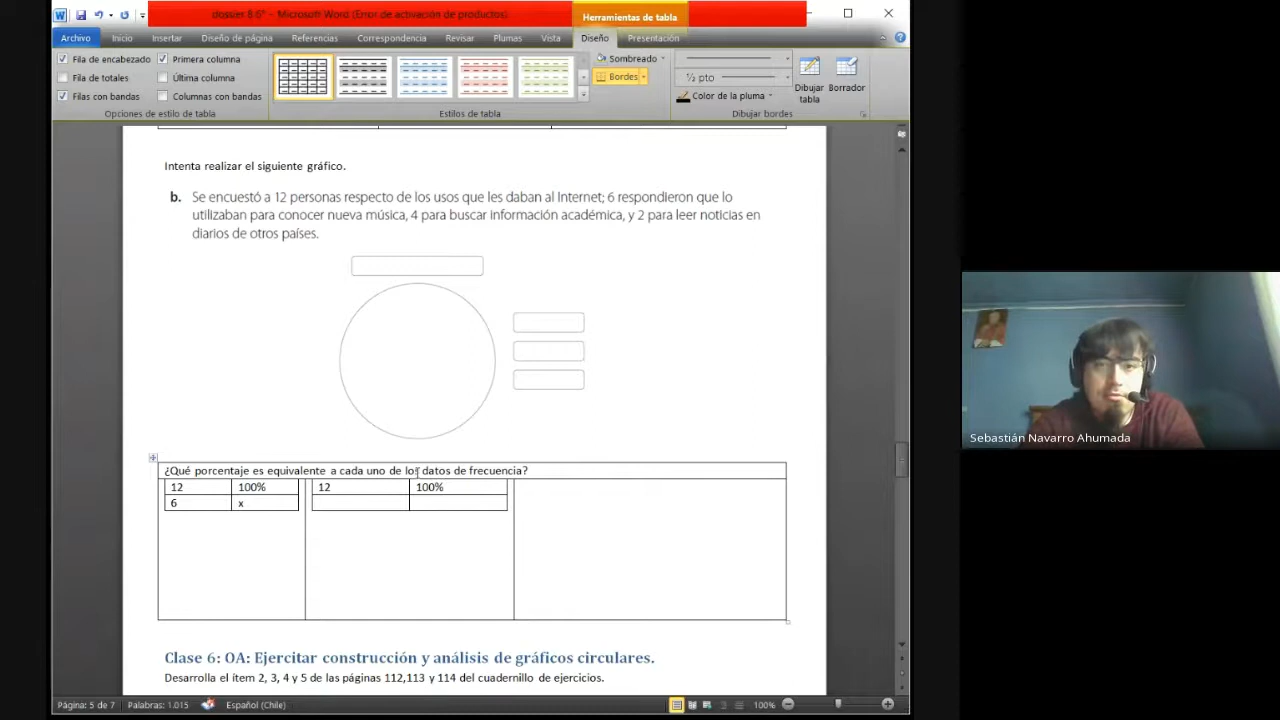 dossier 8.6° - Microsoft Word (Error de activación de productos)
Herramientas de tabla
Archivo Inicio Insertar Diseño de página Referencias Correspondencia Revisar Plumas Vista Diseño Presentación
Fila de encabezado Primera columna
Fila de totales Última columna
Filas con bandas Columnas con bandas
Opciones de estilo de tabla
Estilos de tabla
Sombreado
Bordes
½ pto
Color de la pluma
Dibujar tabla
Borrador
Dibujar bordes
Intenta realizar el siguiente gráfico.
b. Se encuestó a 12 personas respecto de los usos que les daban al Internet; 6 respondieron que lo
utilizaban para conocer nueva música, 4 para buscar información académica, y 2 para leer noticias en
diarios de otros países.
¿Qué porcentaje es equivalente a cada uno de los datos de frecuencia?
12 100% 12 100%
6 x
Clase 6: OA: Ejercitar construcción y análisis de gráficos circulares.
Desarrolla el ítem 2, 3, 4 y 5 de las páginas 112,113 y 114 del cuadernillo de ejercicios.
Página: 5 de 7 Palabras: 1.015 Español (Chile) 100%
Sebastián Navarro Ahumada